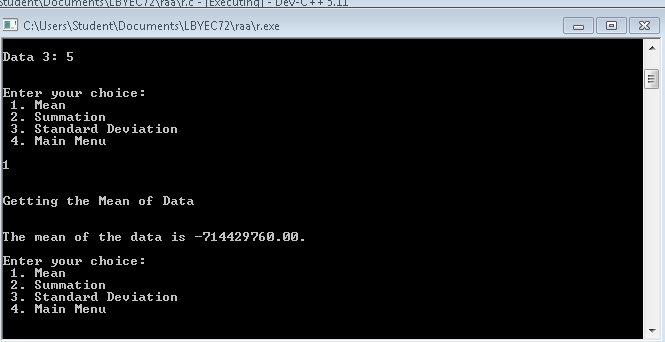 Student\Documents\LBYEC72\raa\r.c - [Executing] - Dev-C++ 5.11
C:\Users\Student\Documents\LBYEC72\raa\r.exe
Data 3: 5
Enter your choice:
1. Mean
2. Summation
3. Standard Deviation
4. Main Menu
1
Getting the Mean of Data
The mean of the data is -714429760.00.
Enter your choice:
1. Mean
2. Summation
3. Standard Deviation
4. Main Menu